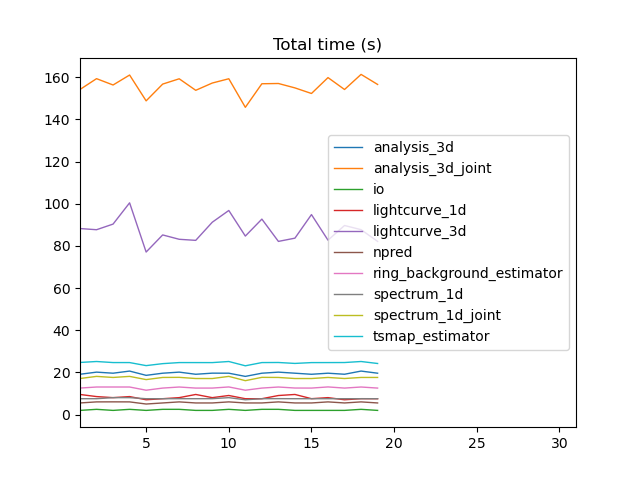 Total time (s)
160
140
120
100
80
60
40
20
0
analysis_3d
analysis_3d_joint
io
lightcurve_1d
lightcurve_3d
npred
ring_background_estimator
spectrum_1d
spectrum_1d_joint
tsmap_estimator
5 10 15 20 25 30